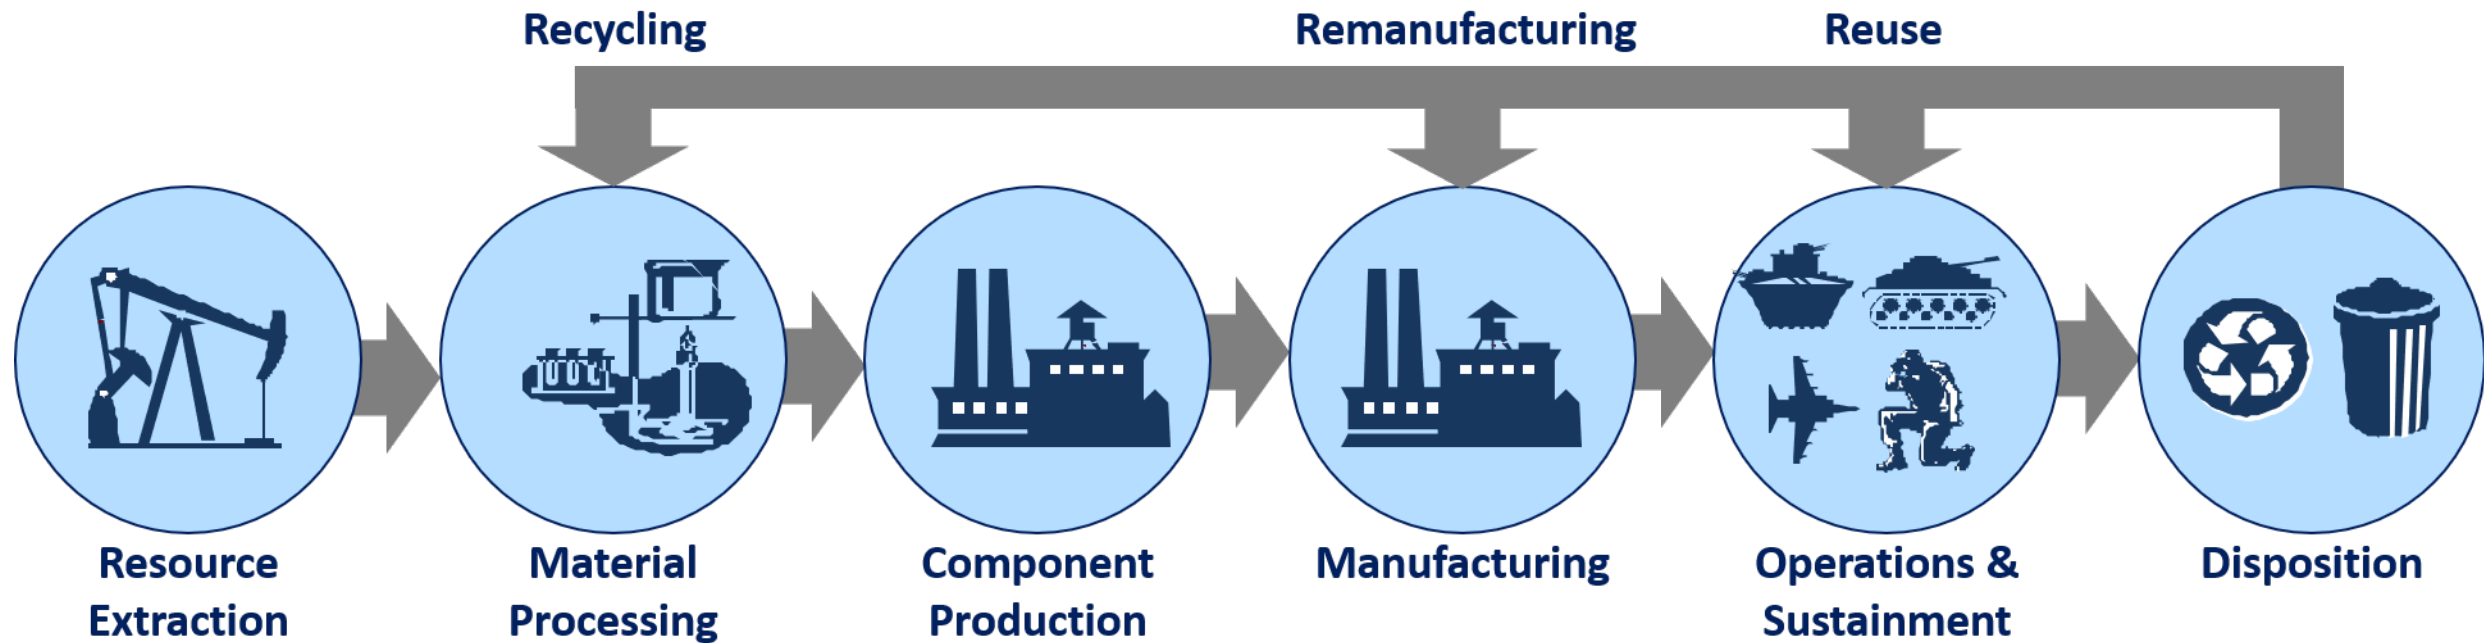 Recycling
Remanufacturing
Reuse
Resource
Extraction
Material
Processing
Component
Production
Manufacturing
Operations &
Sustainment
Disposition